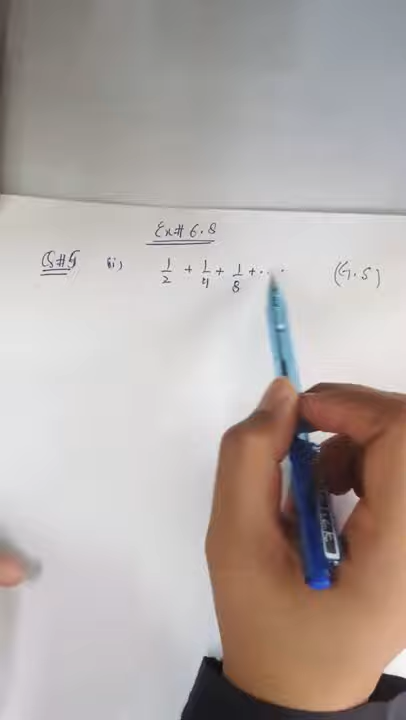 Ex# 6.8
Q#5 (ii) 1/2 + 1/4 + 1/8 + ... (G.S)